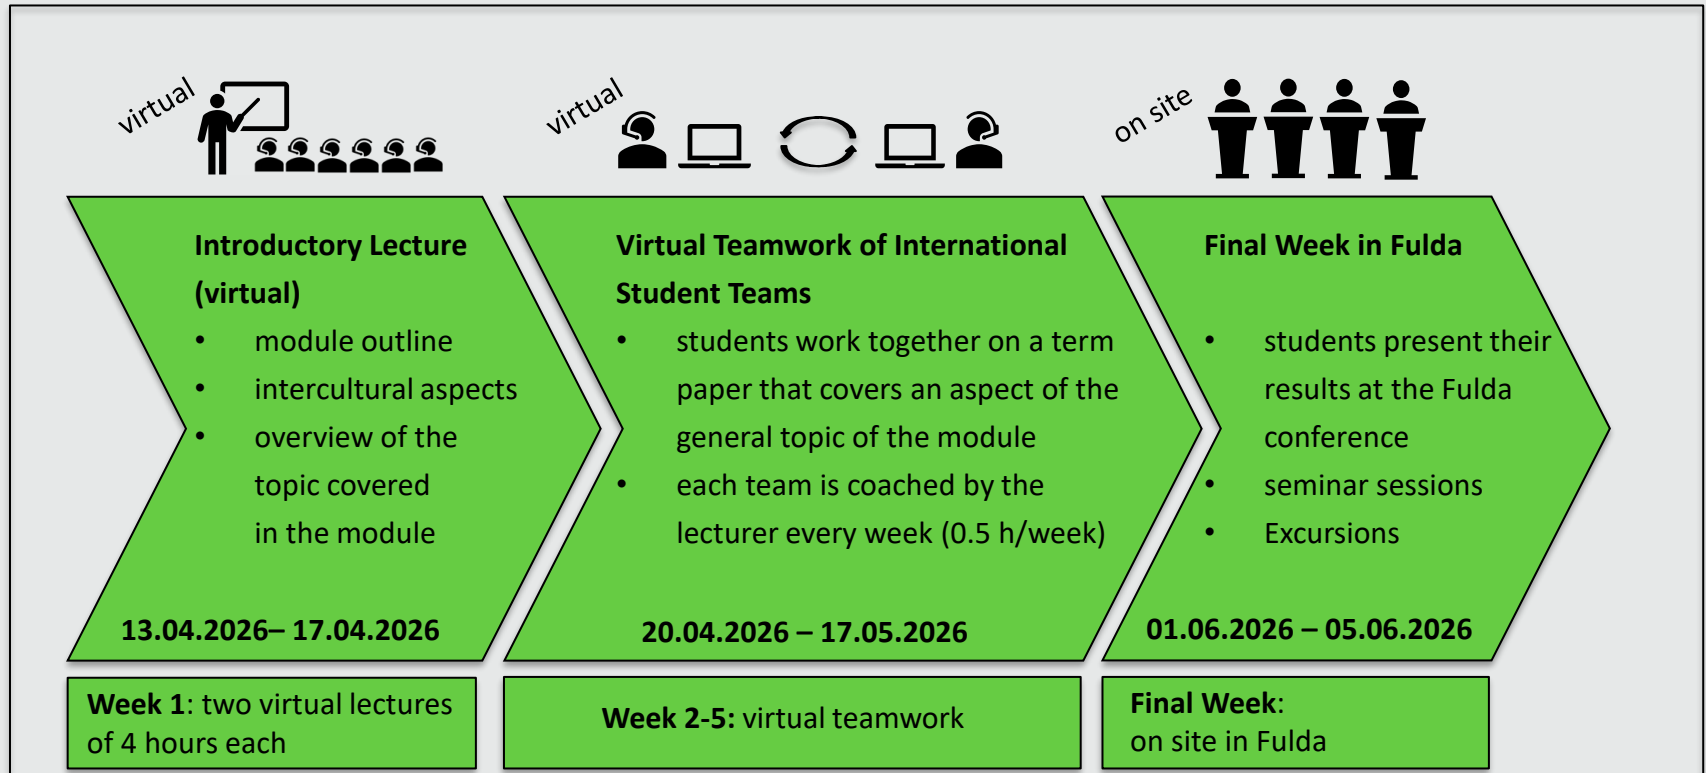 virtual
virtual
on site
Introductory Lecture
(virtual)
• module outline
• intercultural aspects
• overview of the
topic covered
in the module
13.04.2026– 17.04.2026
Virtual Teamwork of International
Student Teams
• students work together on a term
paper that covers an aspect of the
general topic of the module
• each team is coached by the
lecturer every week (0.5 h/week)
20.04.2026 – 17.05.2026
Final Week in Fulda
• students present their
results at the Fulda
conference
• seminar sessions
• Excursions
01.06.2026 – 05.06.2026
Week 1: two virtual lectures
of 4 hours each
Week 2-5: virtual teamwork
Final Week:
on site in Fulda